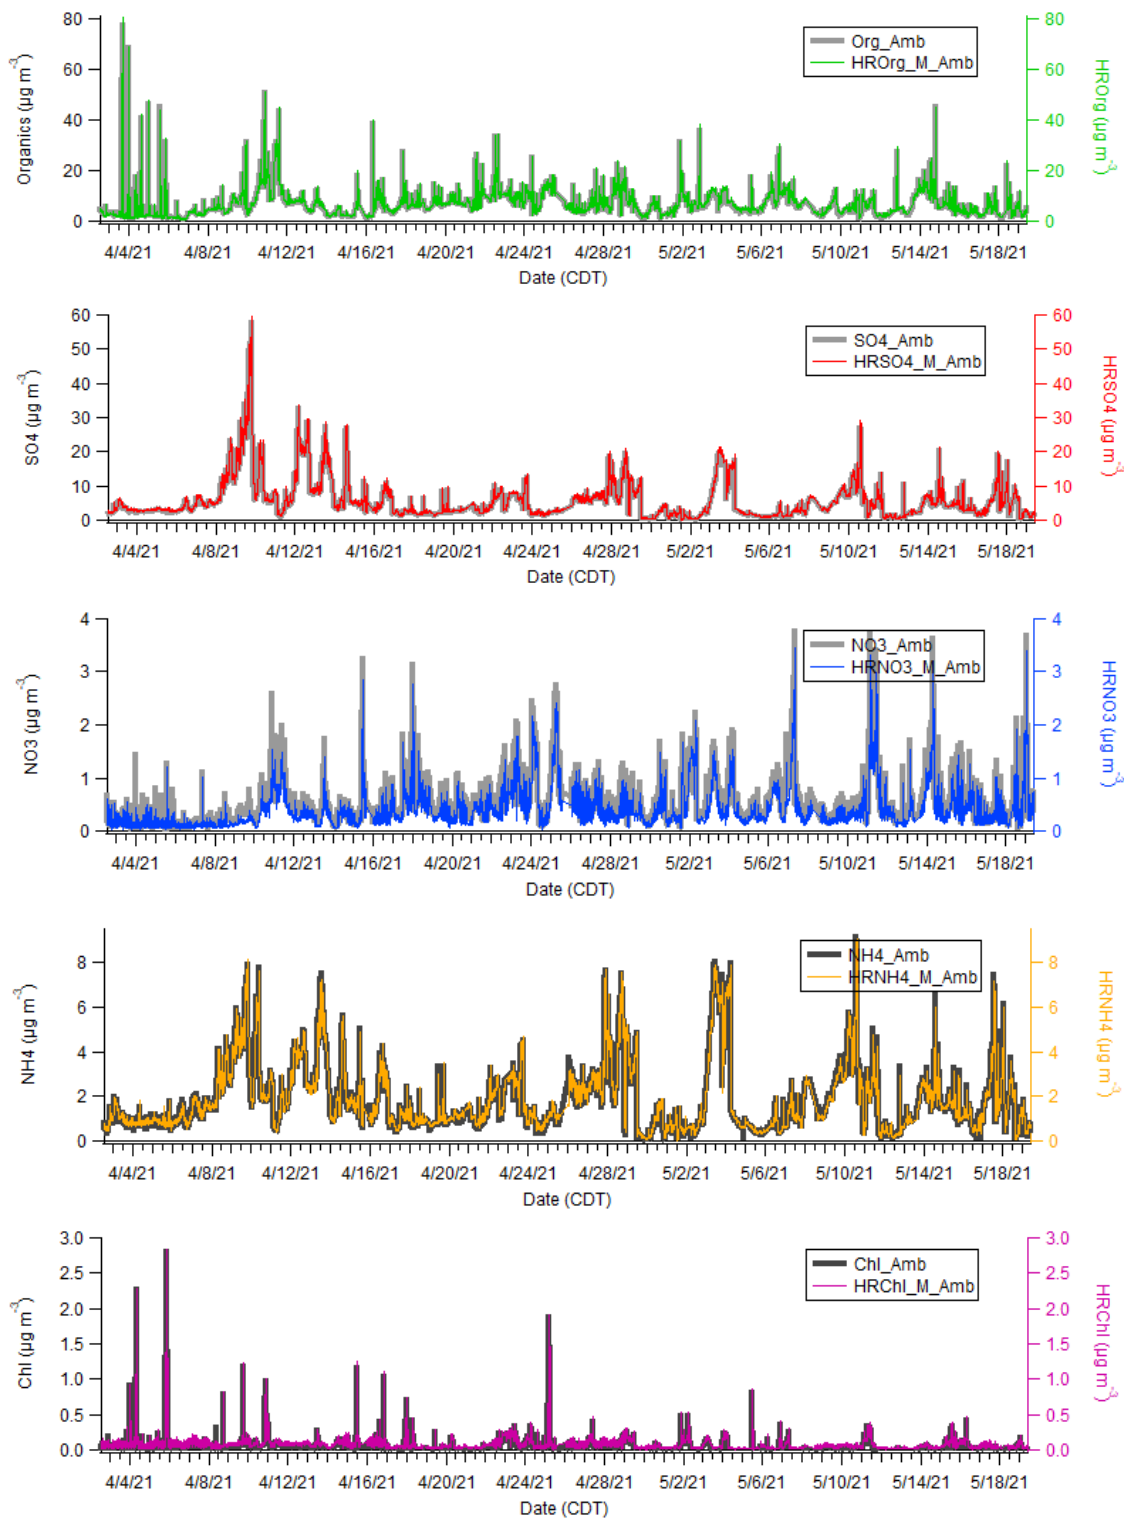 Organics (µg m-3)
80
60
40
20
0
Org_Amb
HROrg_M_Amb
80
60
40
20
0
HROrg (µg m-3)
4/4/21 4/8/21 4/12/21 4/16/21 4/20/21 4/24/21 4/28/21 5/2/21 5/6/21 5/10/21 5/14/21 5/18/21
Date (CDT)
SO4 (µg m-3)
60
50
40
30
20
10
0
SO4_Amb
HRSO4_M_Amb
60
50
40
30
20
10
0
HRSO4 (µg m-3)
4/4/21 4/8/21 4/12/21 4/16/21 4/20/21 4/24/21 4/28/21 5/2/21 5/6/21 5/10/21 5/14/21 5/18/21
Date (CDT)
NO3 (µg m-3)
4
3
2
1
0
NO3_Amb
HRNO3_M_Amb
4
3
2
1
0
HRNO3 (µg m-3)
4/4/21 4/8/21 4/12/21 4/16/21 4/20/21 4/24/21 4/28/21 5/2/21 5/6/21 5/10/21 5/14/21 5/18/21
Date (CDT)
NH4 (µg m-3)
8
6
4
2
0
NH4_Amb
HRNH4_M_Amb
8
6
4
2
0
HRNH4 (µg m-3)
4/4/21 4/8/21 4/12/21 4/16/21 4/20/21 4/24/21 4/28/21 5/2/21 5/6/21 5/10/21 5/14/21 5/18/21
Date (CDT)
Chl (µg m-3)
3.0
2.5
2.0
1.5
1.0
0.5
0.0
Chl_Amb
HRChl_M_Amb
3.0
2.5
2.0
1.5
1.0
0.5
0.0
HRChl (µg m-3)
4/4/21 4/8/21 4/12/21 4/16/21 4/20/21 4/24/21 4/28/21 5/2/21 5/6/21 5/10/21 5/14/21 5/18/21
Date (CDT)